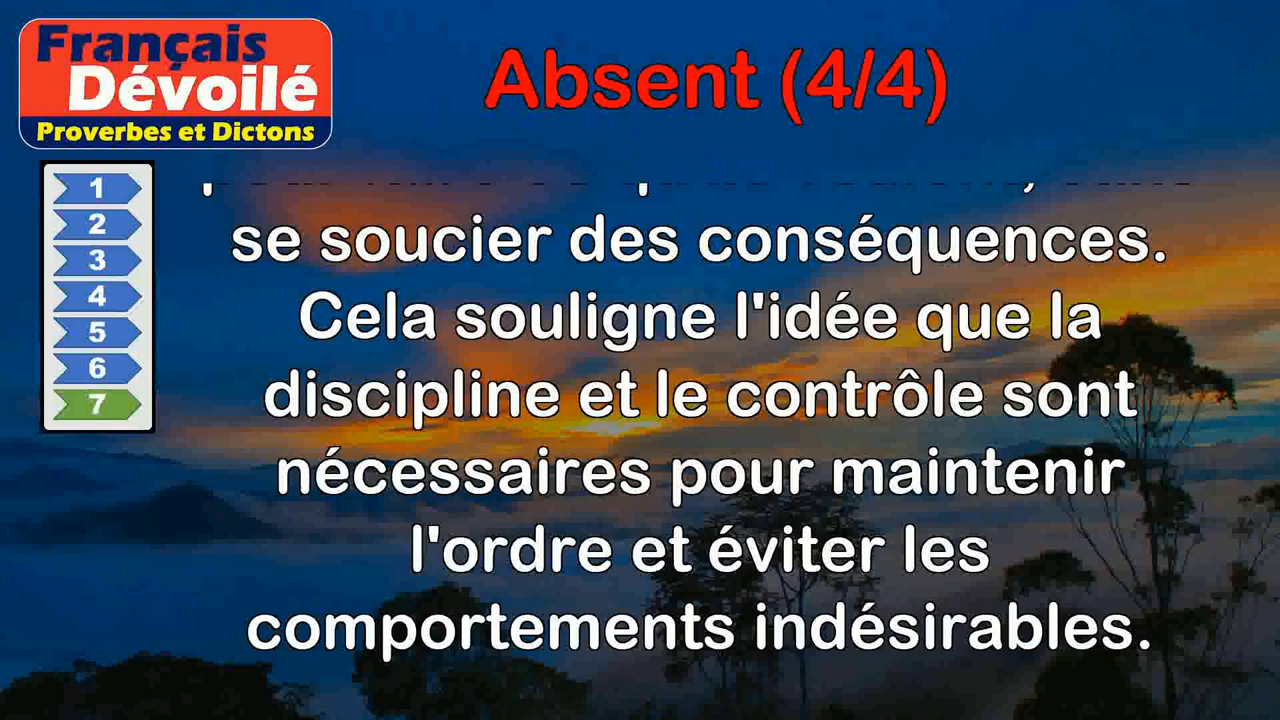 Français
Dévoilé
Proverbes et Dictons
Absent (4/4)
1
2
3
4
5
6
7
se soucier des conséquences.
Cela souligne l'idée que la
discipline et le contrôle sont
nécessaires pour maintenir
l'ordre et éviter les
comportements indésirables.